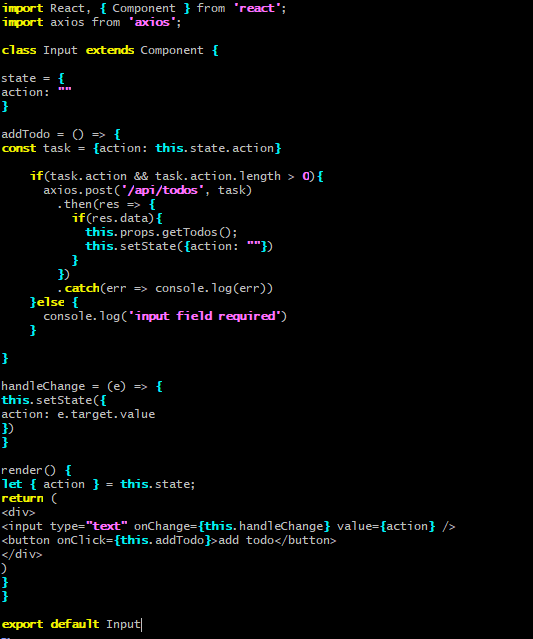 import React, { Component } from 'react';
import axios from 'axios';

class Input extends Component {

state = {
action: ""
}

addTodo = () => {
const task = {action: this.state.action}

    if(task.action && task.action.length > 0){
      axios.post('/api/todos', task)
        .then(res => {
          if(res.data){
            this.props.getTodos();
            this.setState({action: ""})
          }
        })
        .catch(err => console.log(err))
    }else {
      console.log('input field required')
    }

}

handleChange = (e) => {
this.setState({
action: e.target.value
})
}

render() {
let { action } = this.state;
return (
<div>
<input type="text" onChange={this.handleChange} value={action} />
<button onClick={this.addTodo}>add todo</button>
</div>
)
}
}

export default Input